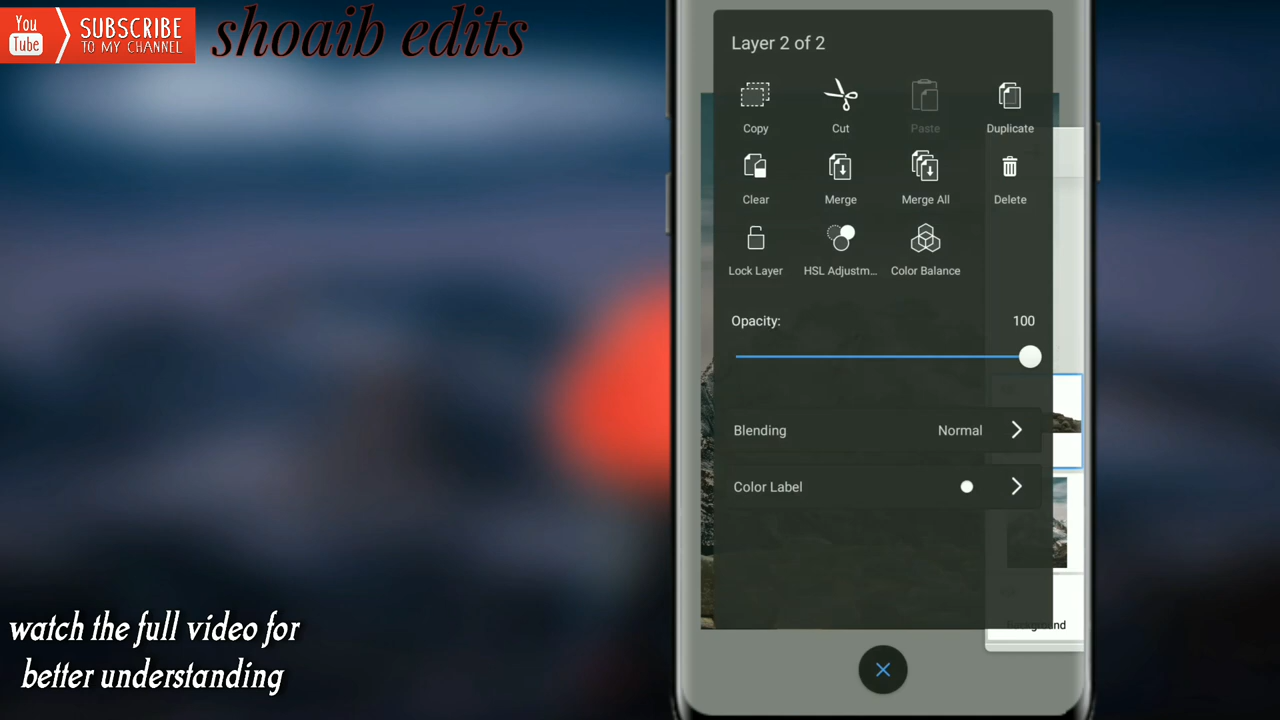 You
Tube
SUBSCRIBE
TO MY CHANNEL
shoaib edits
Layer 2 of 2
Copy
Cut
Paste
Duplicate
Clear
Merge
Merge All
Delete
Lock Layer
HSL Adjustm...
Color Balance
Opacity:
100
Blending
Normal
Color Label
Background
watch the full video for
better understanding